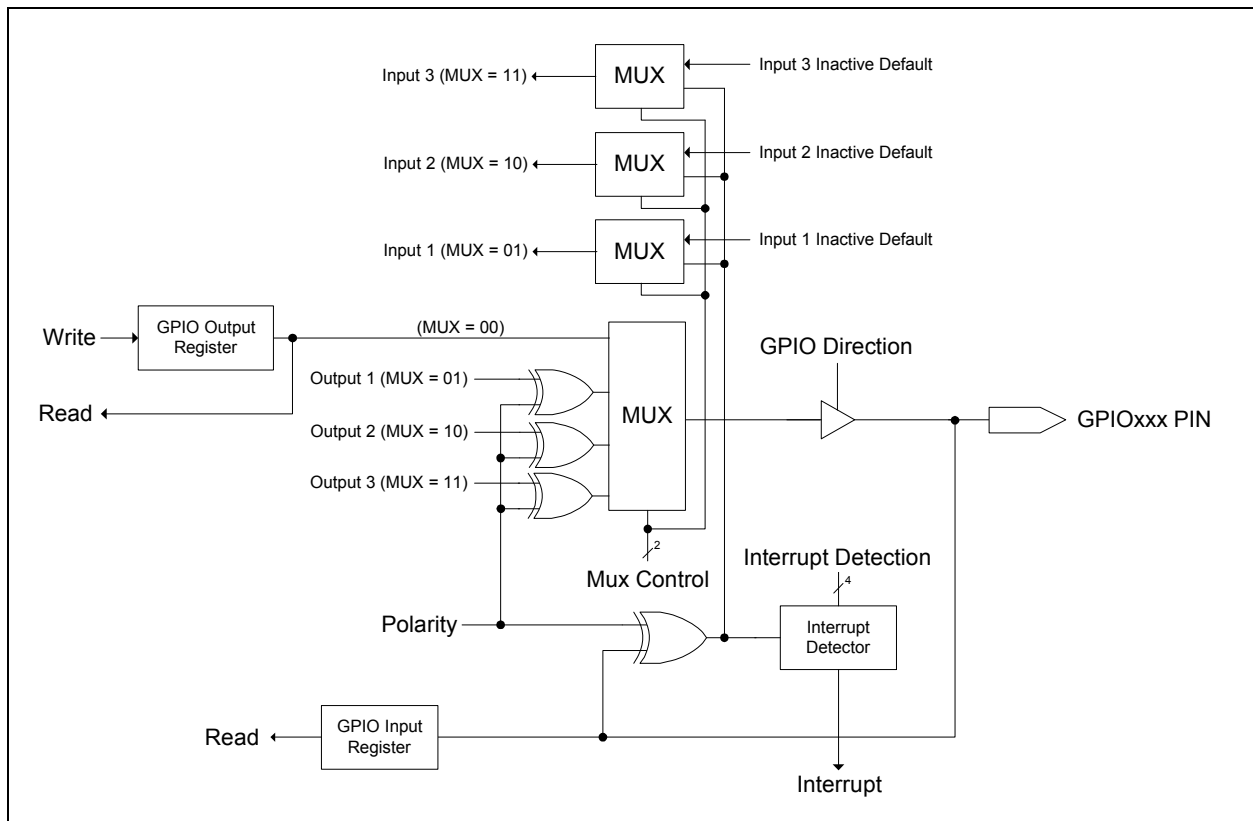 MUX
Input 3 (MUX = 11)
Input 3 Inactive Default
MUX
Input 2 (MUX = 10)
Input 2 Inactive Default
MUX
Input 1 (MUX = 01)
Input 1 Inactive Default
Write
GPIO Output
Register
(MUX = 00)
GPIO Direction
Read
Output 1 (MUX = 01)
MUX
GPIOxxx PIN
Output 2 (MUX = 10)
Output 3 (MUX = 11)
2
Mux Control
Interrupt Detection
4
Polarity
Interrupt
Detector
Read
GPIO Input
Register
Interrupt